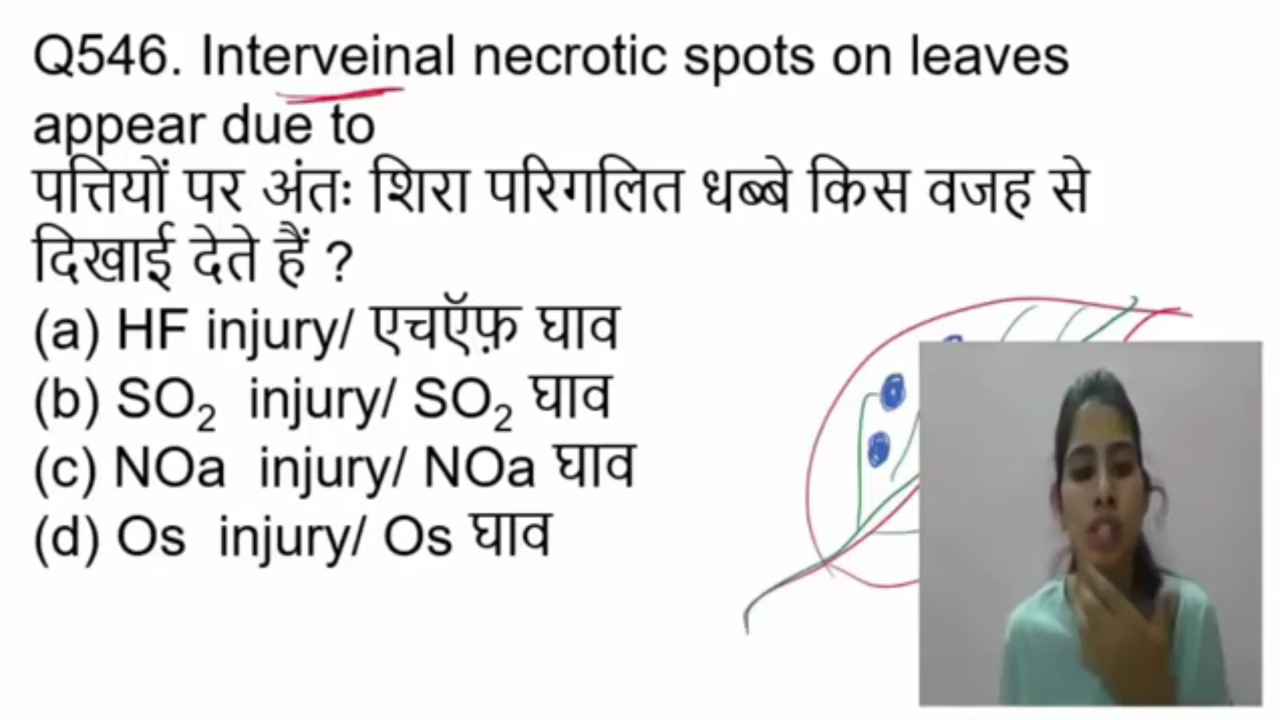 Q546. Interveinal necrotic spots on leaves
appear due to
पत्तियों पर अंतः शिरा परिगलित धब्बे किस वजह से
दिखाई देते हैं ?
(a) HF injury/ एचऍफ़ घाव
(b) SO₂ injury/ SO₂ घाव
(c) NOa injury/ NOa घाव
(d) Os injury/ Os घाव